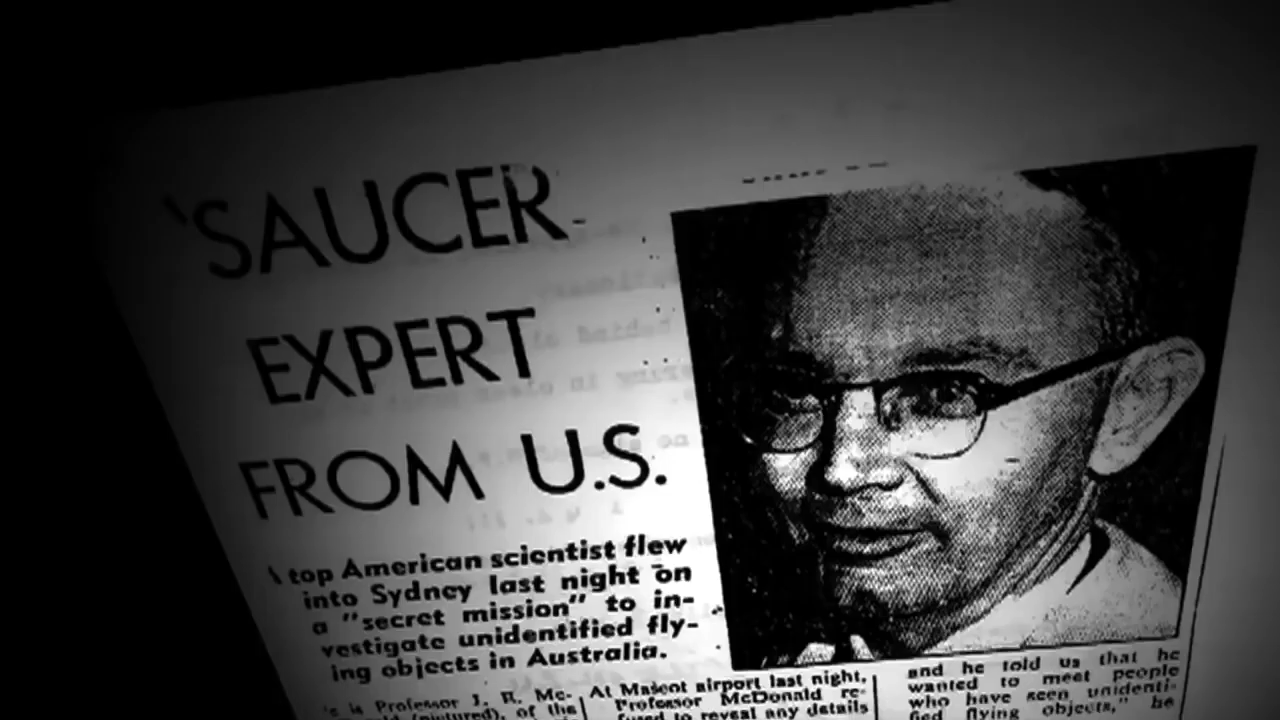 'SAUCER-
EXPERT
FROM U.S.
top American scientist flew
into Sydney last night on
a "secret mission" to in-
vestigate unidentified fly-
ing objects in Australia.
is Professor J. R. Mc-
(pictured), of the
At Mascot airport last night,
Professor McDonald re-
fused to reveal any details
and he told us that he
wanted to meet people
who have seen unidenti-
fied flying objects," he